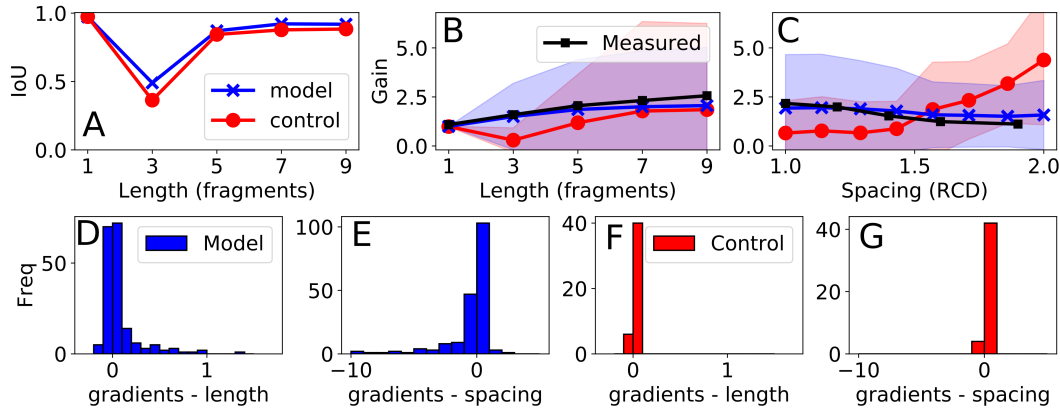 A
IoU
1.0
0.5
0.0
model
control
1 3 5 7 9
Length (fragments)
B
Gain
5.0
2.5
0.0
Measured
1 3 5 7 9
Length (fragments)
C
5.0
2.5
0.0
1.0 1.5 2.0
Spacing (RCD)
D
Freq
50
0
Model
0 1
gradients - length
E
100
50
0
−10 0
gradients - spacing
F
40
20
0
Control
0 1
gradients - length
G
40
20
0
−10 0
gradients - spacing